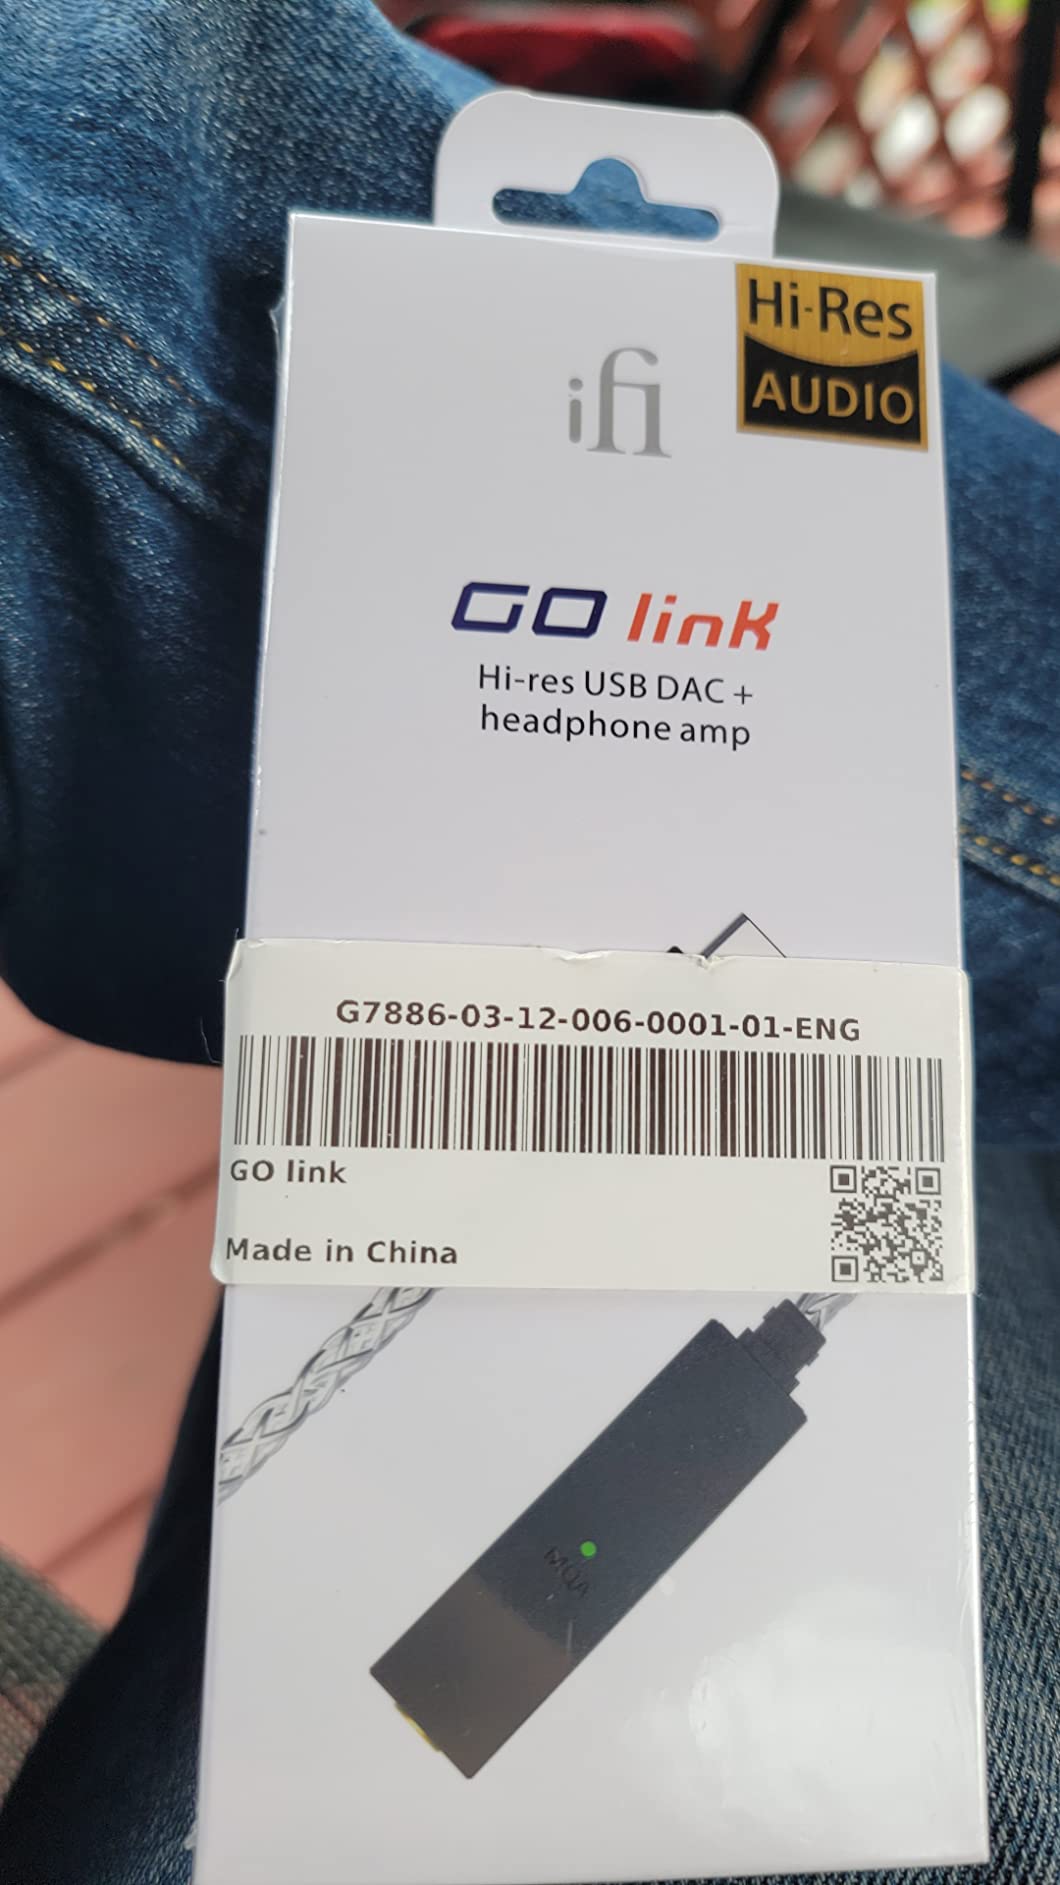 Hi-Res
AUDIO
ifi
GO link
Hi-res USB DAC +
headphone amp
G7886-03-12-006-0001-01-ENG
GO link
Made in China
MQA